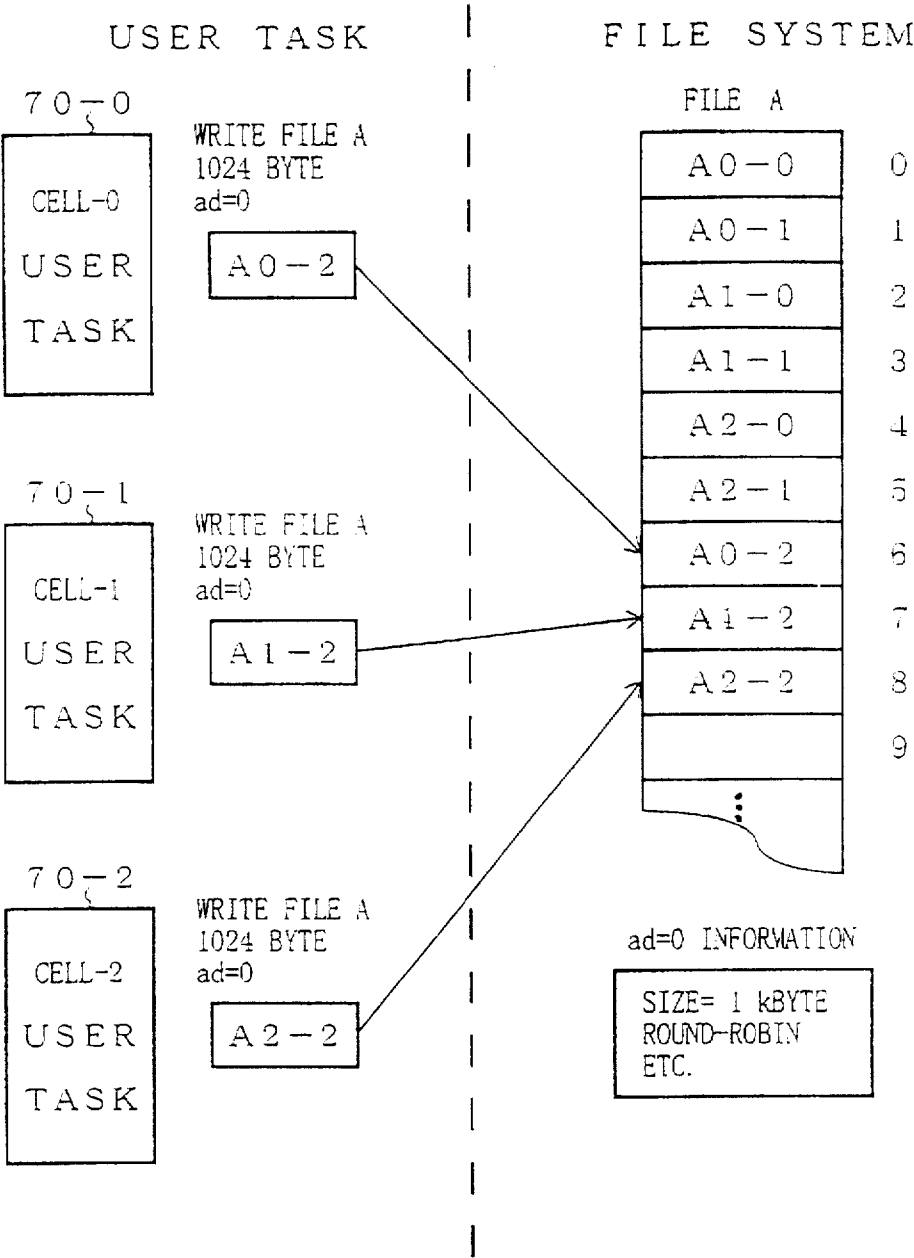 USER TASK
FILE SYSTEM
70-0
CELL-0
USER
TASK
WRITE FILE A
1024 BYTE
ad=0
A0-2
70-1
CELL-1
USER
TASK
WRITE FILE A
1024 BYTE
ad=0
A1-2
70-2
CELL-2
USER
TASK
WRITE FILE A
1024 BYTE
ad=0
A2-2
FILE A
A0-0 0
A0-1 1
A1-0 2
A1-1 3
A2-0 4
A2-1 5
A0-2 6
A1-2 7
A2-2 8
9
ad=0 INFORMATION
SIZE= 1 kBYTE
ROUND-ROBIN
ETC.